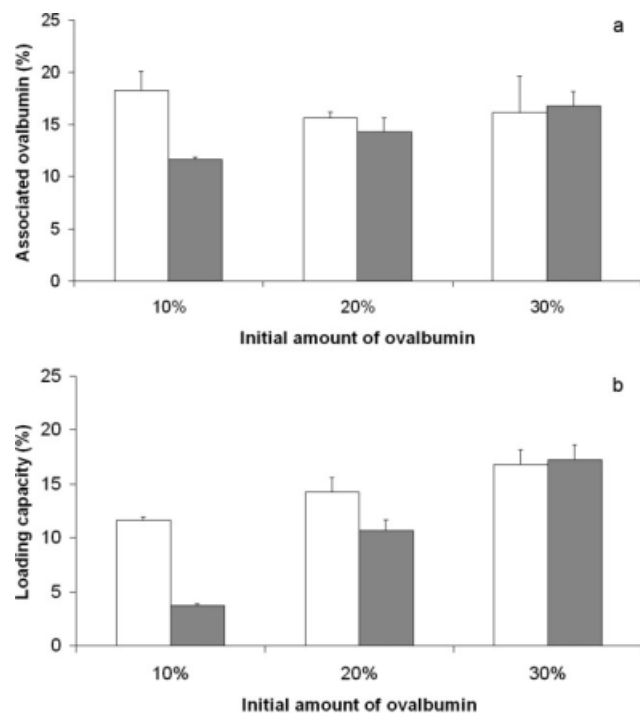 a
25
20
15
10
5
0
Associated ovalbumin (%)
10% 20% 30%
Initial amount of ovalbumin
b
25
20
15
10
5
0
Loading capacity (%)
10% 20% 30%
Initial amount of ovalbumin